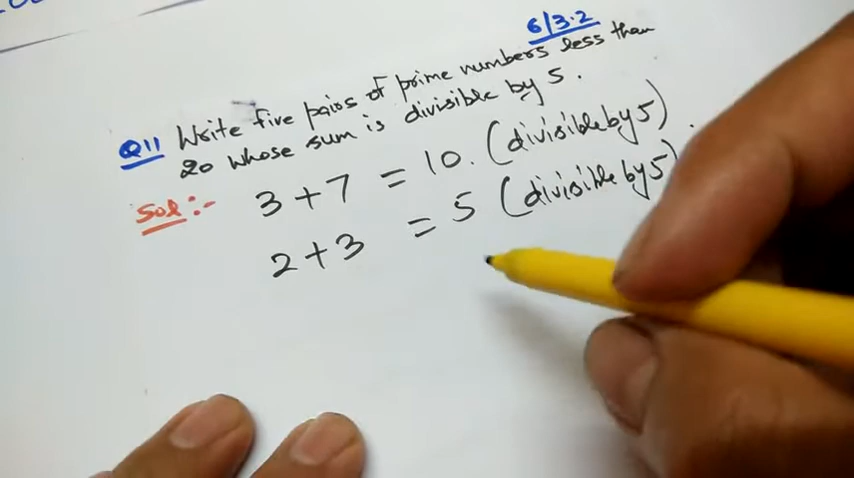 6/3.2
Q11 Write five pairs of prime numbers less than
20 whose sum is divisible by 5.
Sol:- 3+7 = 10. (divisible by 5).
2+3 = 5 (divisible by 5)